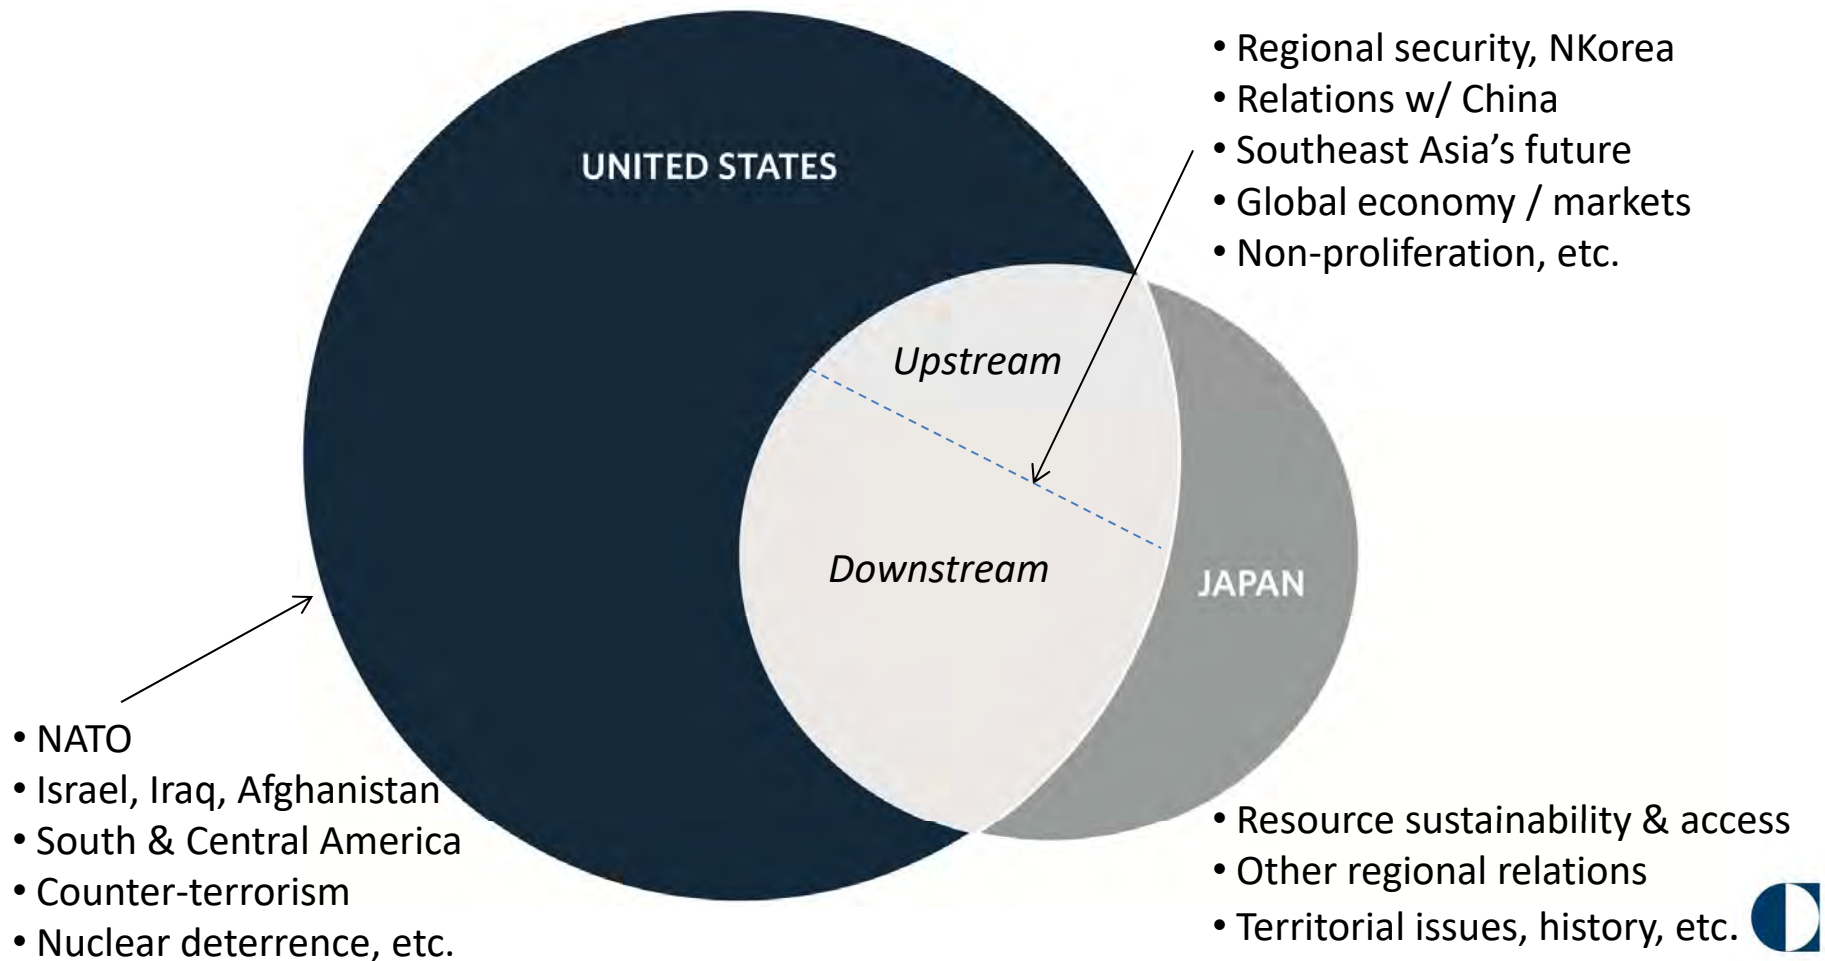 • Regional security, NKorea
• Relations w/ China
• Southeast Asia’s future
• Global economy / markets
• Non-proliferation, etc.
UNITED STATES
Upstream
Downstream
JAPAN
• NATO
• Israel, Iraq, Afghanistan
• South & Central America
• Counter-terrorism
• Nuclear deterrence, etc.
• Resource sustainability & access
• Other regional relations
• Territorial issues, history, etc.